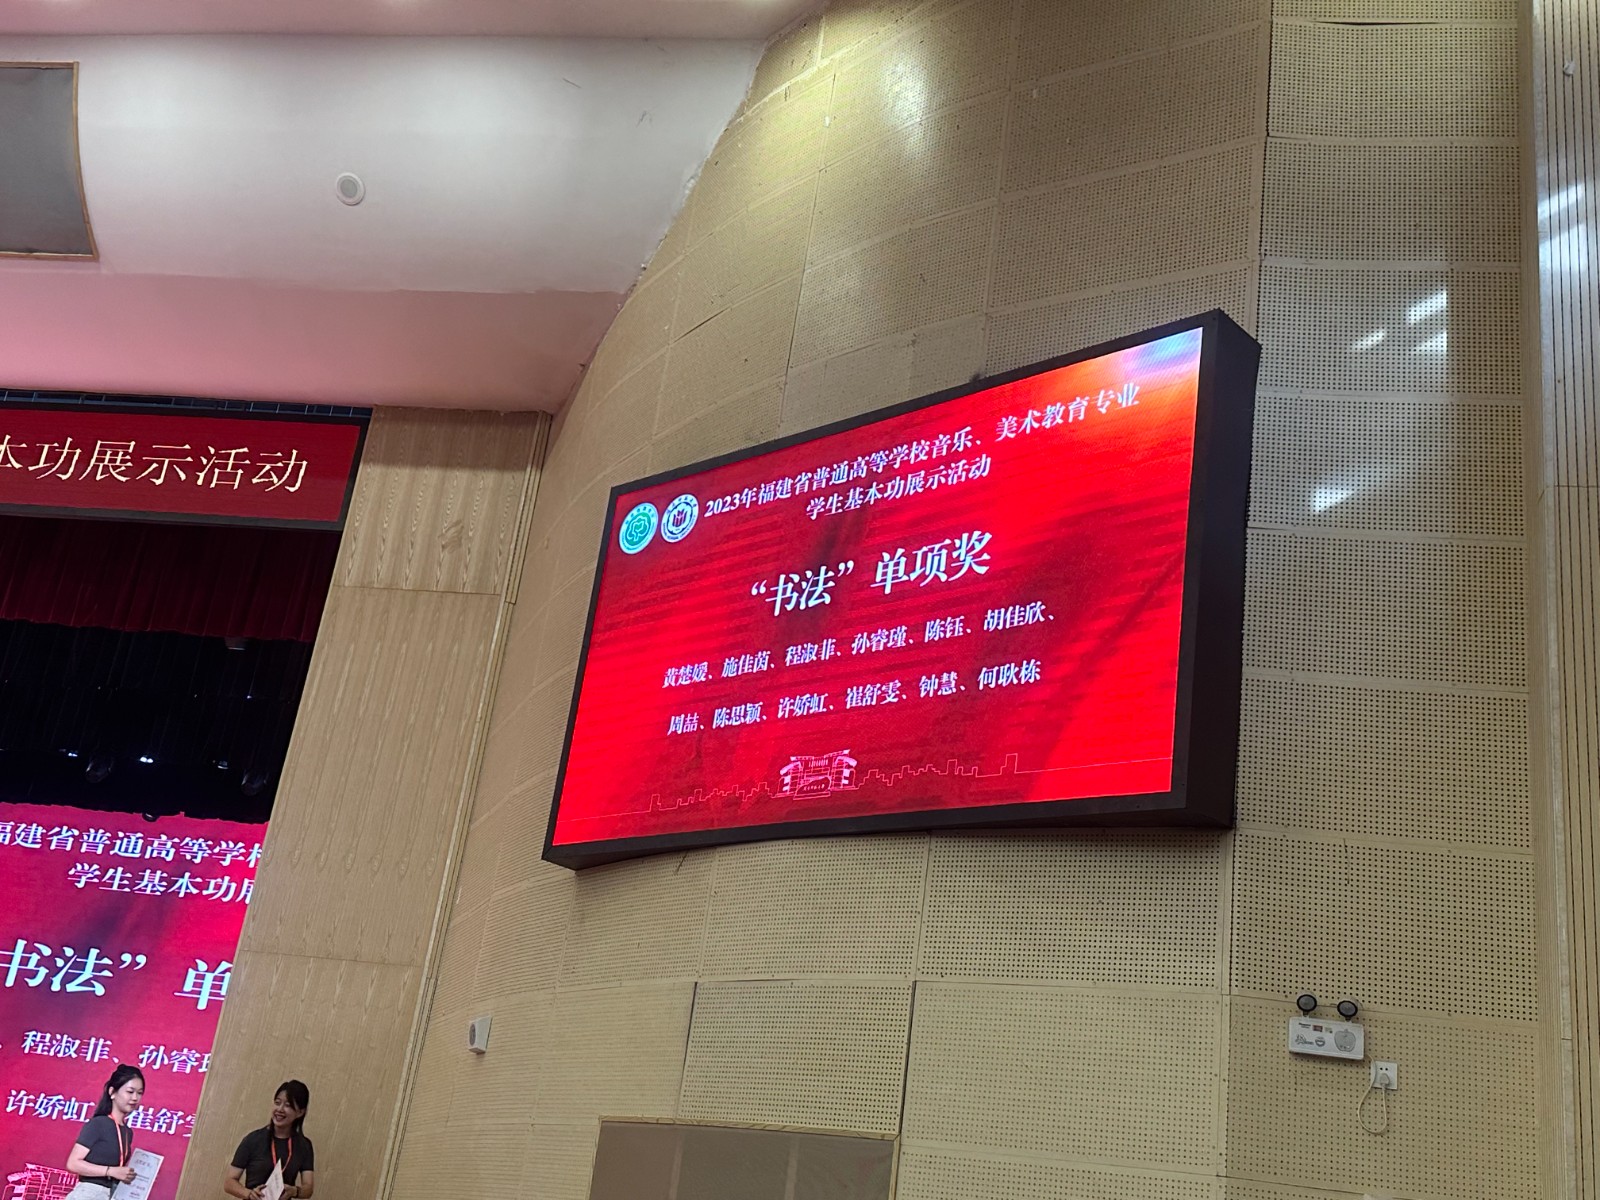 本功展示活动
2023年福建省普通高等学校音乐、美术教育专业
学生基本功展示活动
“书法”单项奖
黄楚媛、施佳茵、程淑菲、孙睿瑾、陈钰、胡佳欣、
周喆、陈思颖、许娇虹、崔舒雯、钟慧、何耿栋
福建省普通高等学校
学生基本功展
书法”单
、程淑菲、孙睿瑾
许娇虹、崔舒雯